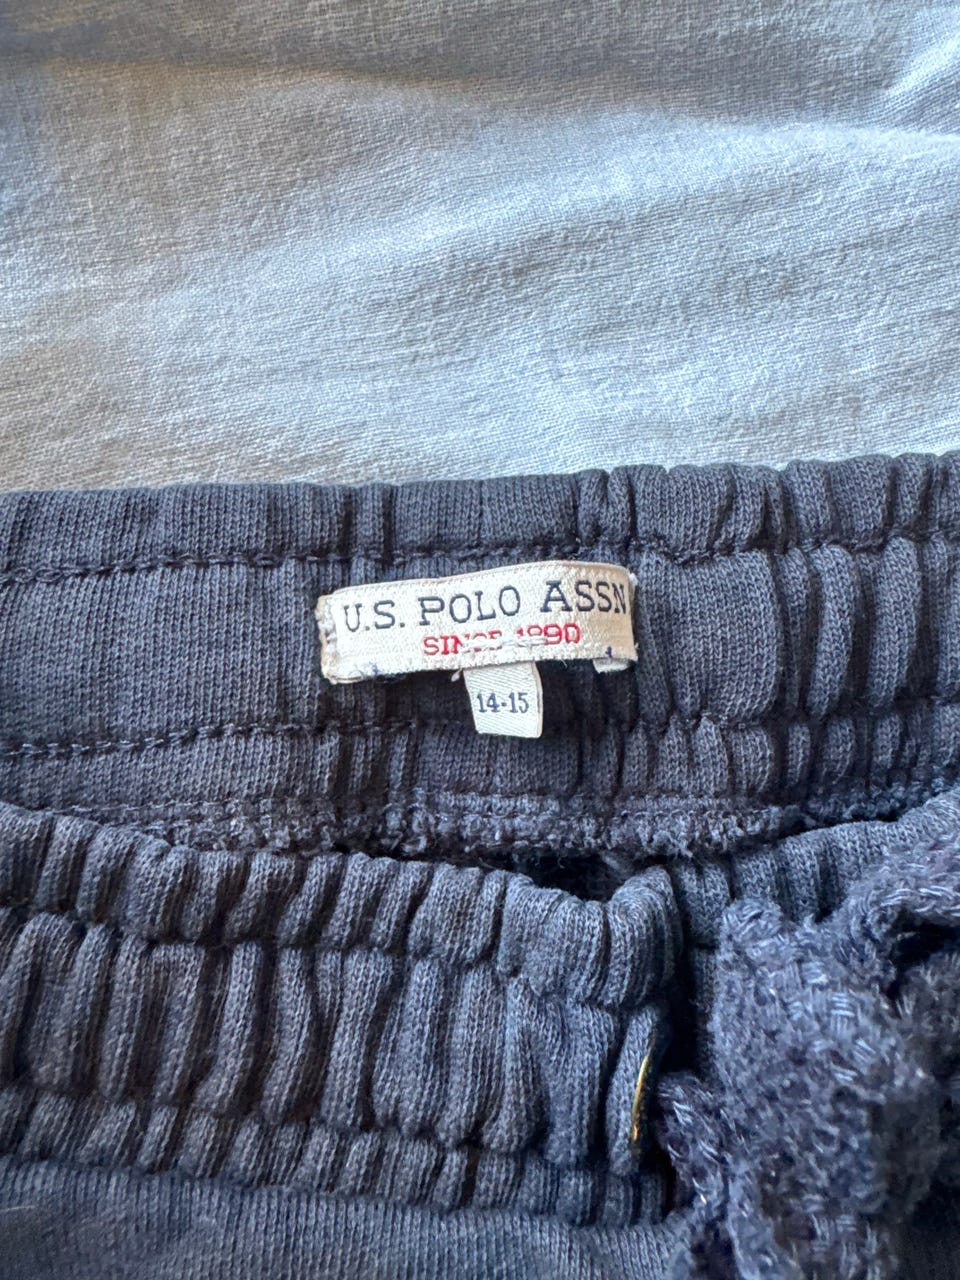 U.S. POLO ASSN
SINCE 1890
14-15